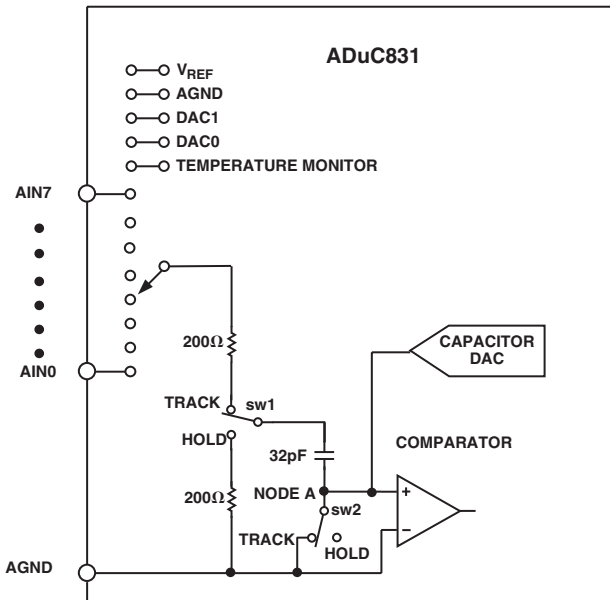 ADuC831
VREF
AGND
DAC1
DAC0
TEMPERATURE MONITOR
AIN7
AIN0
200Ω
CAPACITOR
DAC
TRACK
sw1
HOLD
32pF
COMPARATOR
200Ω
NODE A
+
sw2
−
TRACK
HOLD
AGND